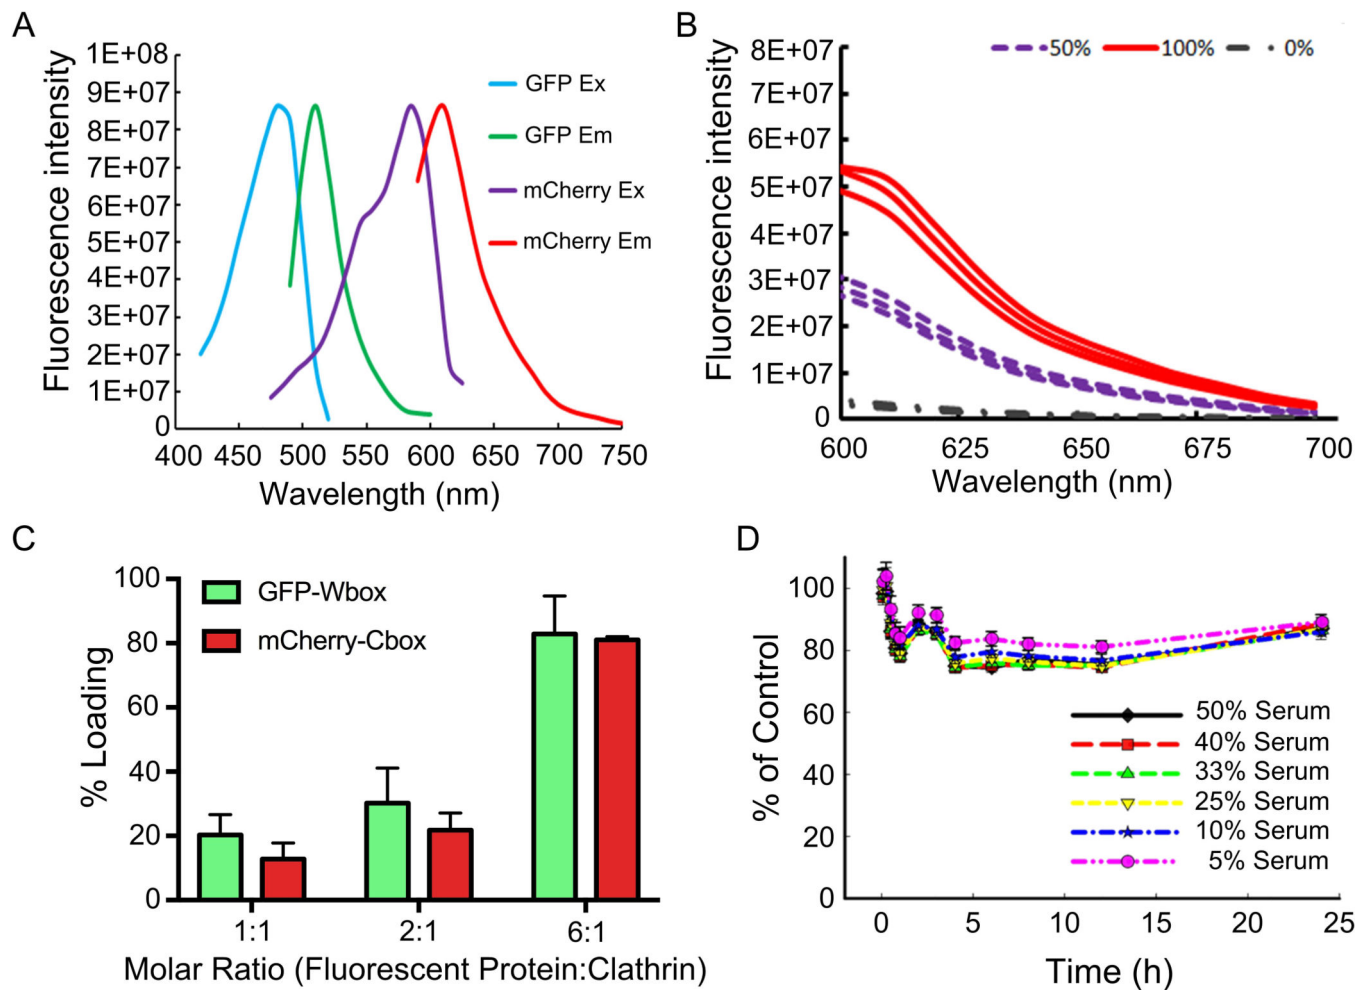 A
Fluorescence intensity
1E+08
9E+07
8E+07
7E+07
6E+07
5E+07
4E+07
3E+07
2E+07
1E+07
0
400 450 500 550 600 650 700 750
Wavelength (nm)
GFP Ex
GFP Em
mCherry Ex
mCherry Em
B
Fluorescence intensity
8E+07
7E+07
6E+07
5E+07
4E+07
3E+07
2E+07
1E+07
0
600 625 650 675 700
Wavelength (nm)
50% 100% 0%
C
% Loading
100
80
60
40
20
0
GFP-Wbox
mCherry-Cbox
1:1 2:1 6:1
Molar Ratio (Fluorescent Protein:Clathrin)
D
% of Control
100
80
60
40
20
0
50% Serum
40% Serum
33% Serum
25% Serum
10% Serum
5% Serum
0 5 10 15 20 25
Time (h)